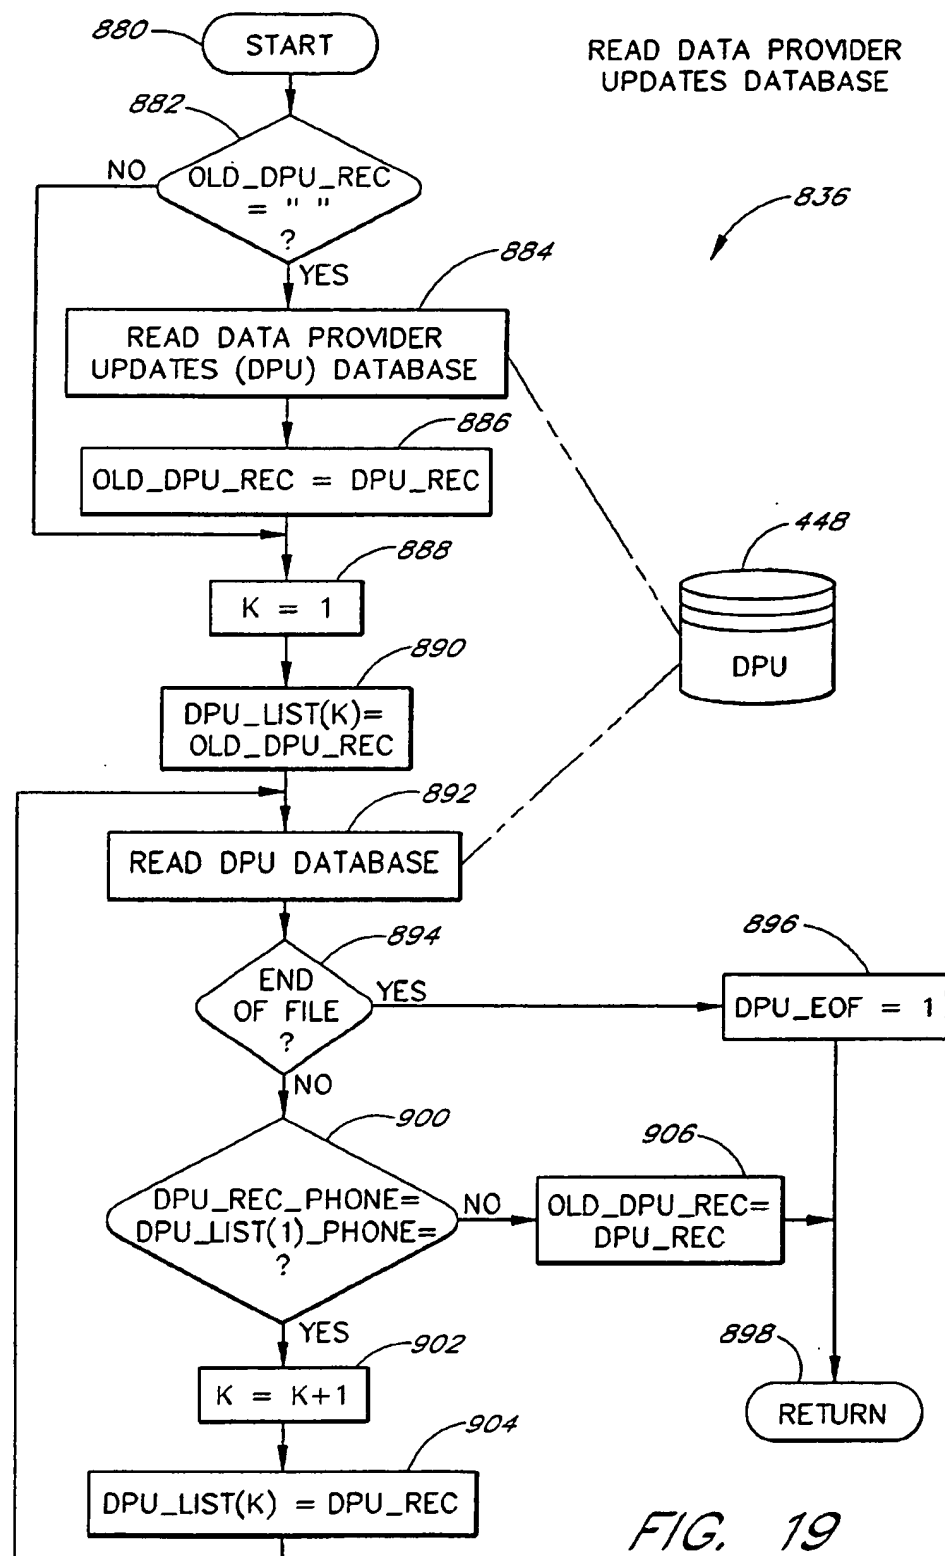 880
START
READ DATA PROVIDER
UPDATES DATABASE
882
NO
OLD_DPU_REC
= " "
?
836
YES
884
READ DATA PROVIDER
UPDATES (DPU) DATABASE
886
OLD_DPU_REC = DPU_REC
448
888
K = 1
DPU
890
DPU_LIST(K)=
OLD_DPU_REC
892
READ DPU DATABASE
894
END
OF FILE
?
YES
896
DPU_EOF = 1
NO
900
DPU_REC_PHONE=
DPU_LIST(1)_PHONE=
?
NO
906
OLD_DPU_REC=
DPU_REC
YES
902
K = K+1
898
RETURN
904
DPU_LIST(K) = DPU_REC
FIG. 19